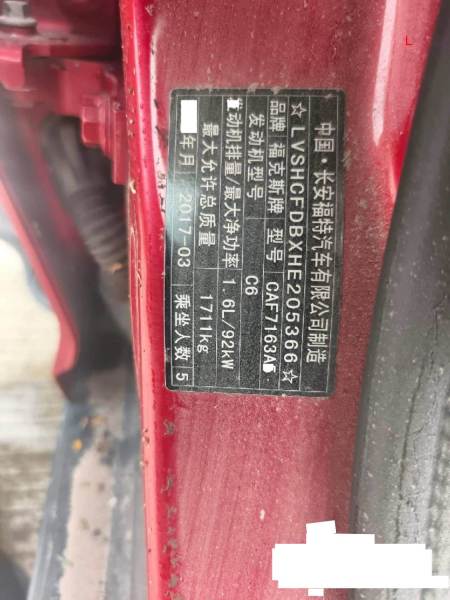 中国·长安福特汽车有限公司制造
☆LVSHCFDBXHE205366☆
品牌 福克斯牌 型号 CAF7163A
发动机型号 C6
发动机排量/最大净功率 1.6L/92kW
最大允许总质量 1711kg
年月 2017-03 乘坐人数 5
L